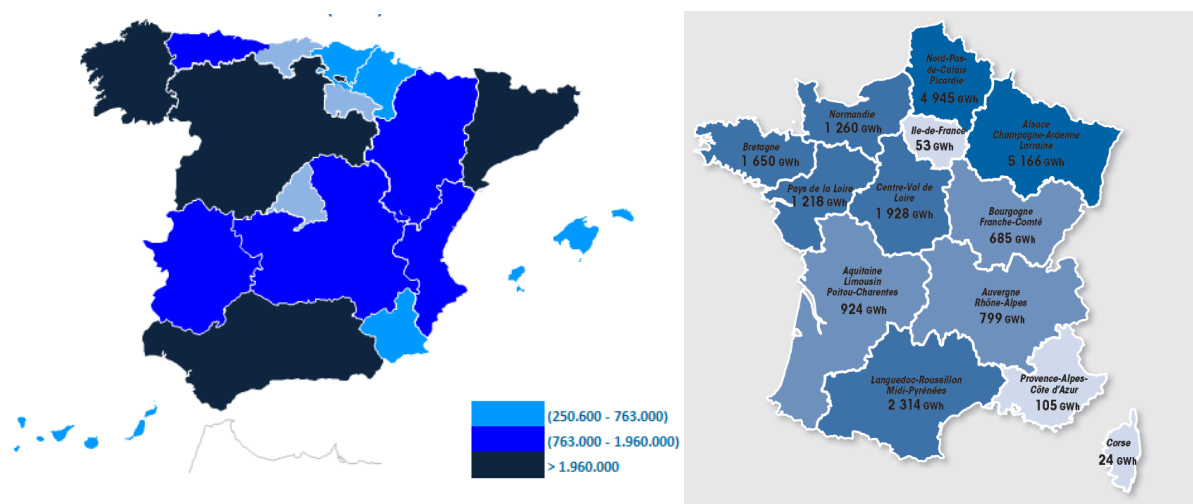 (250.600 - 763.000)
(763.000 - 1.960.000)
> 1.960.000
Nord-Pas-
de-Calais
Picardie
4 945 GWh
Normandie
1 260 GWh
Ile-de-France
53 GWh
Alsace
Champagne-Ardenne
Lorraine
5 166 GWh
Bretagne
1 650 GWh
Pays de la Loire
1 218 GWh
Centre-Val de
Loire
1 928 GWh
Bourgogne
Franche-Comté
685 GWh
Aquitaine
Limousin
Poitou-Charentes
924 GWh
Auvergne
Rhône-Alpes
799 GWh
Languedoc-Roussillon
Midi-Pyrénées
2 314 GWh
Provence-Alpes-
Côte d'Azur
105 GWh
Corse
24 GWh